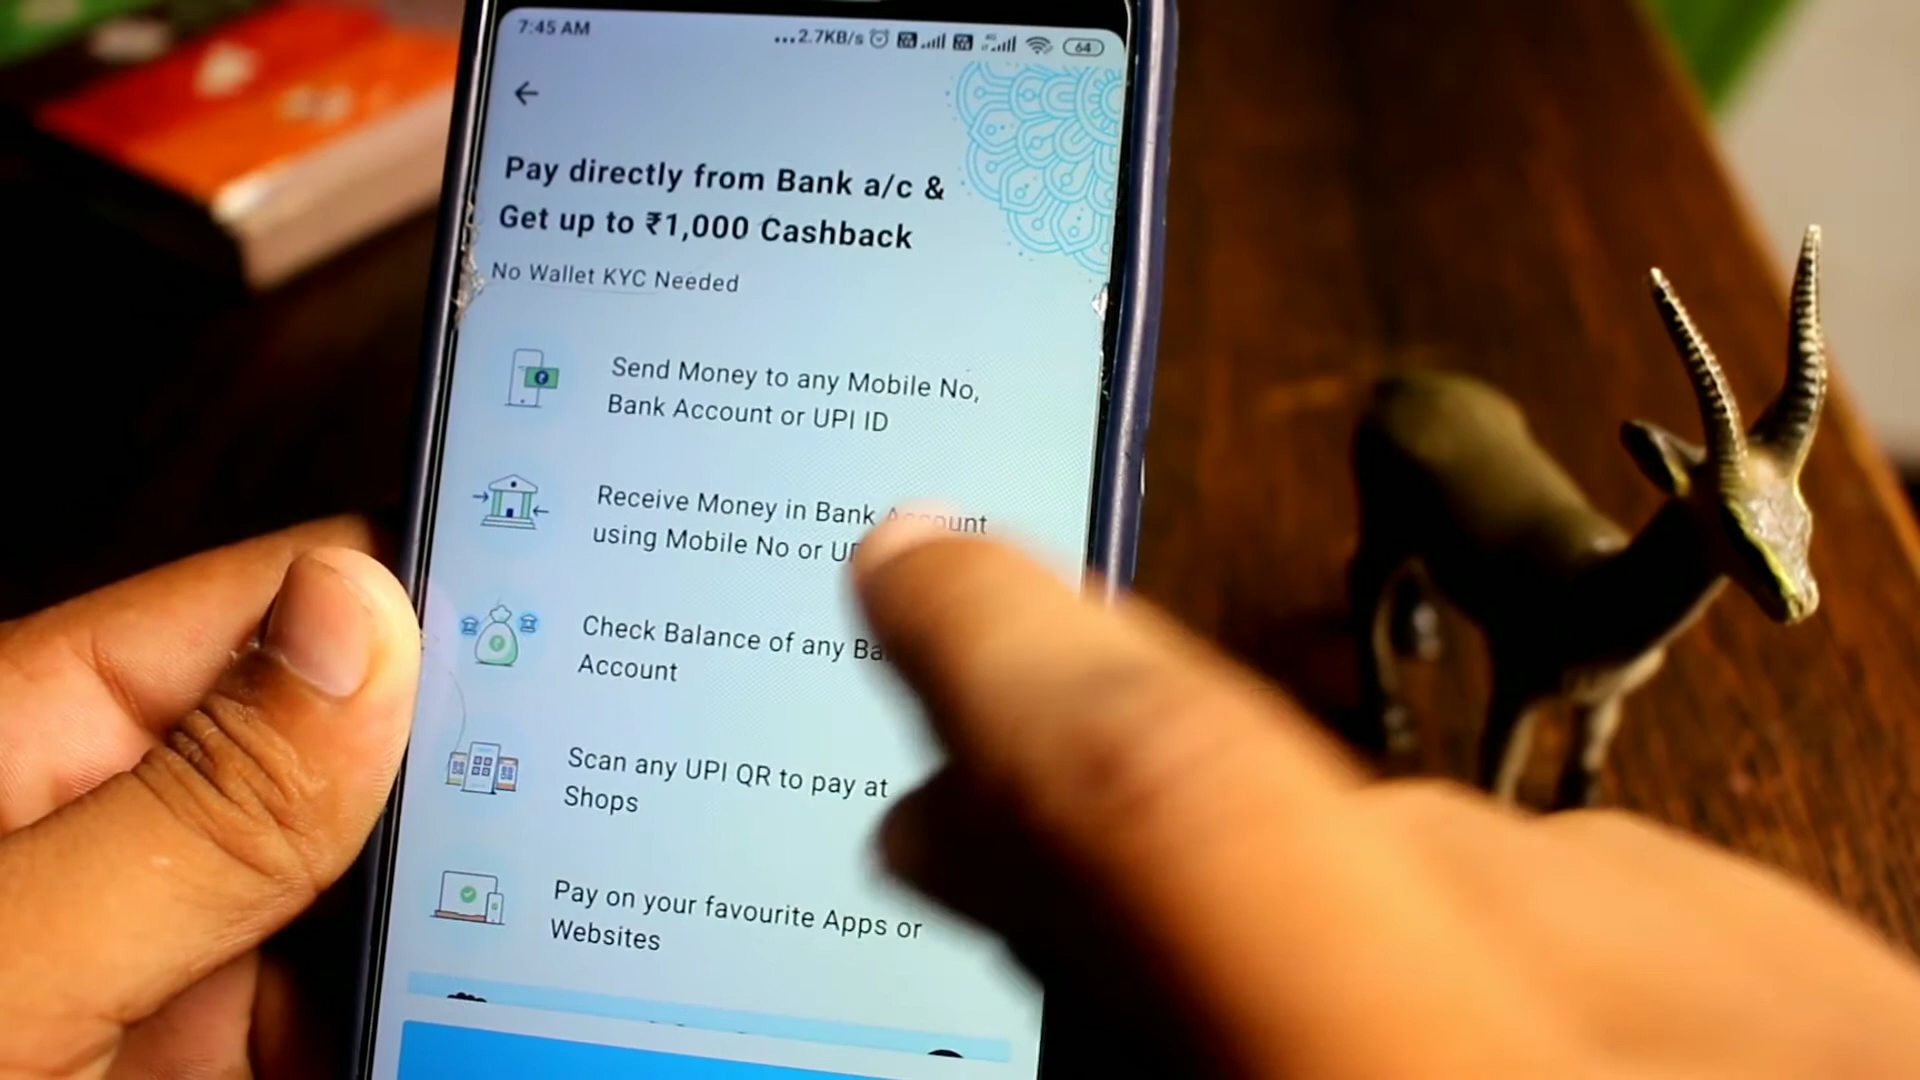 7:45 AM
...2.7KB/s
4G
64
Pay directly from Bank a/c &
Get up to ₹1,000 Cashback
No Wallet KYC Needed
Send Money to any Mobile No,
Bank Account or UPI ID
Receive Money in Bank Account
using Mobile No or
Check Balance of any
Account
Scan any UPI QR to pay at
Shops
Pay on your favourite Apps or
Websites